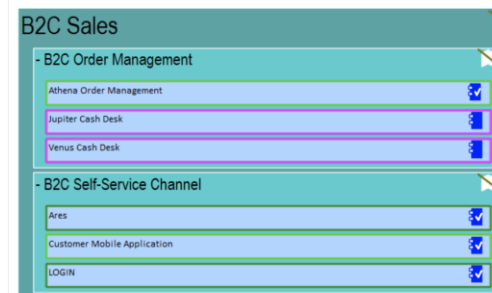 B2C Sales
- B2C Order Management
Athena Order Management
Jupiter Cash Desk
Venus Cash Desk
- B2C Self-Service Channel
Ares
Customer Mobile Application
LOGIN